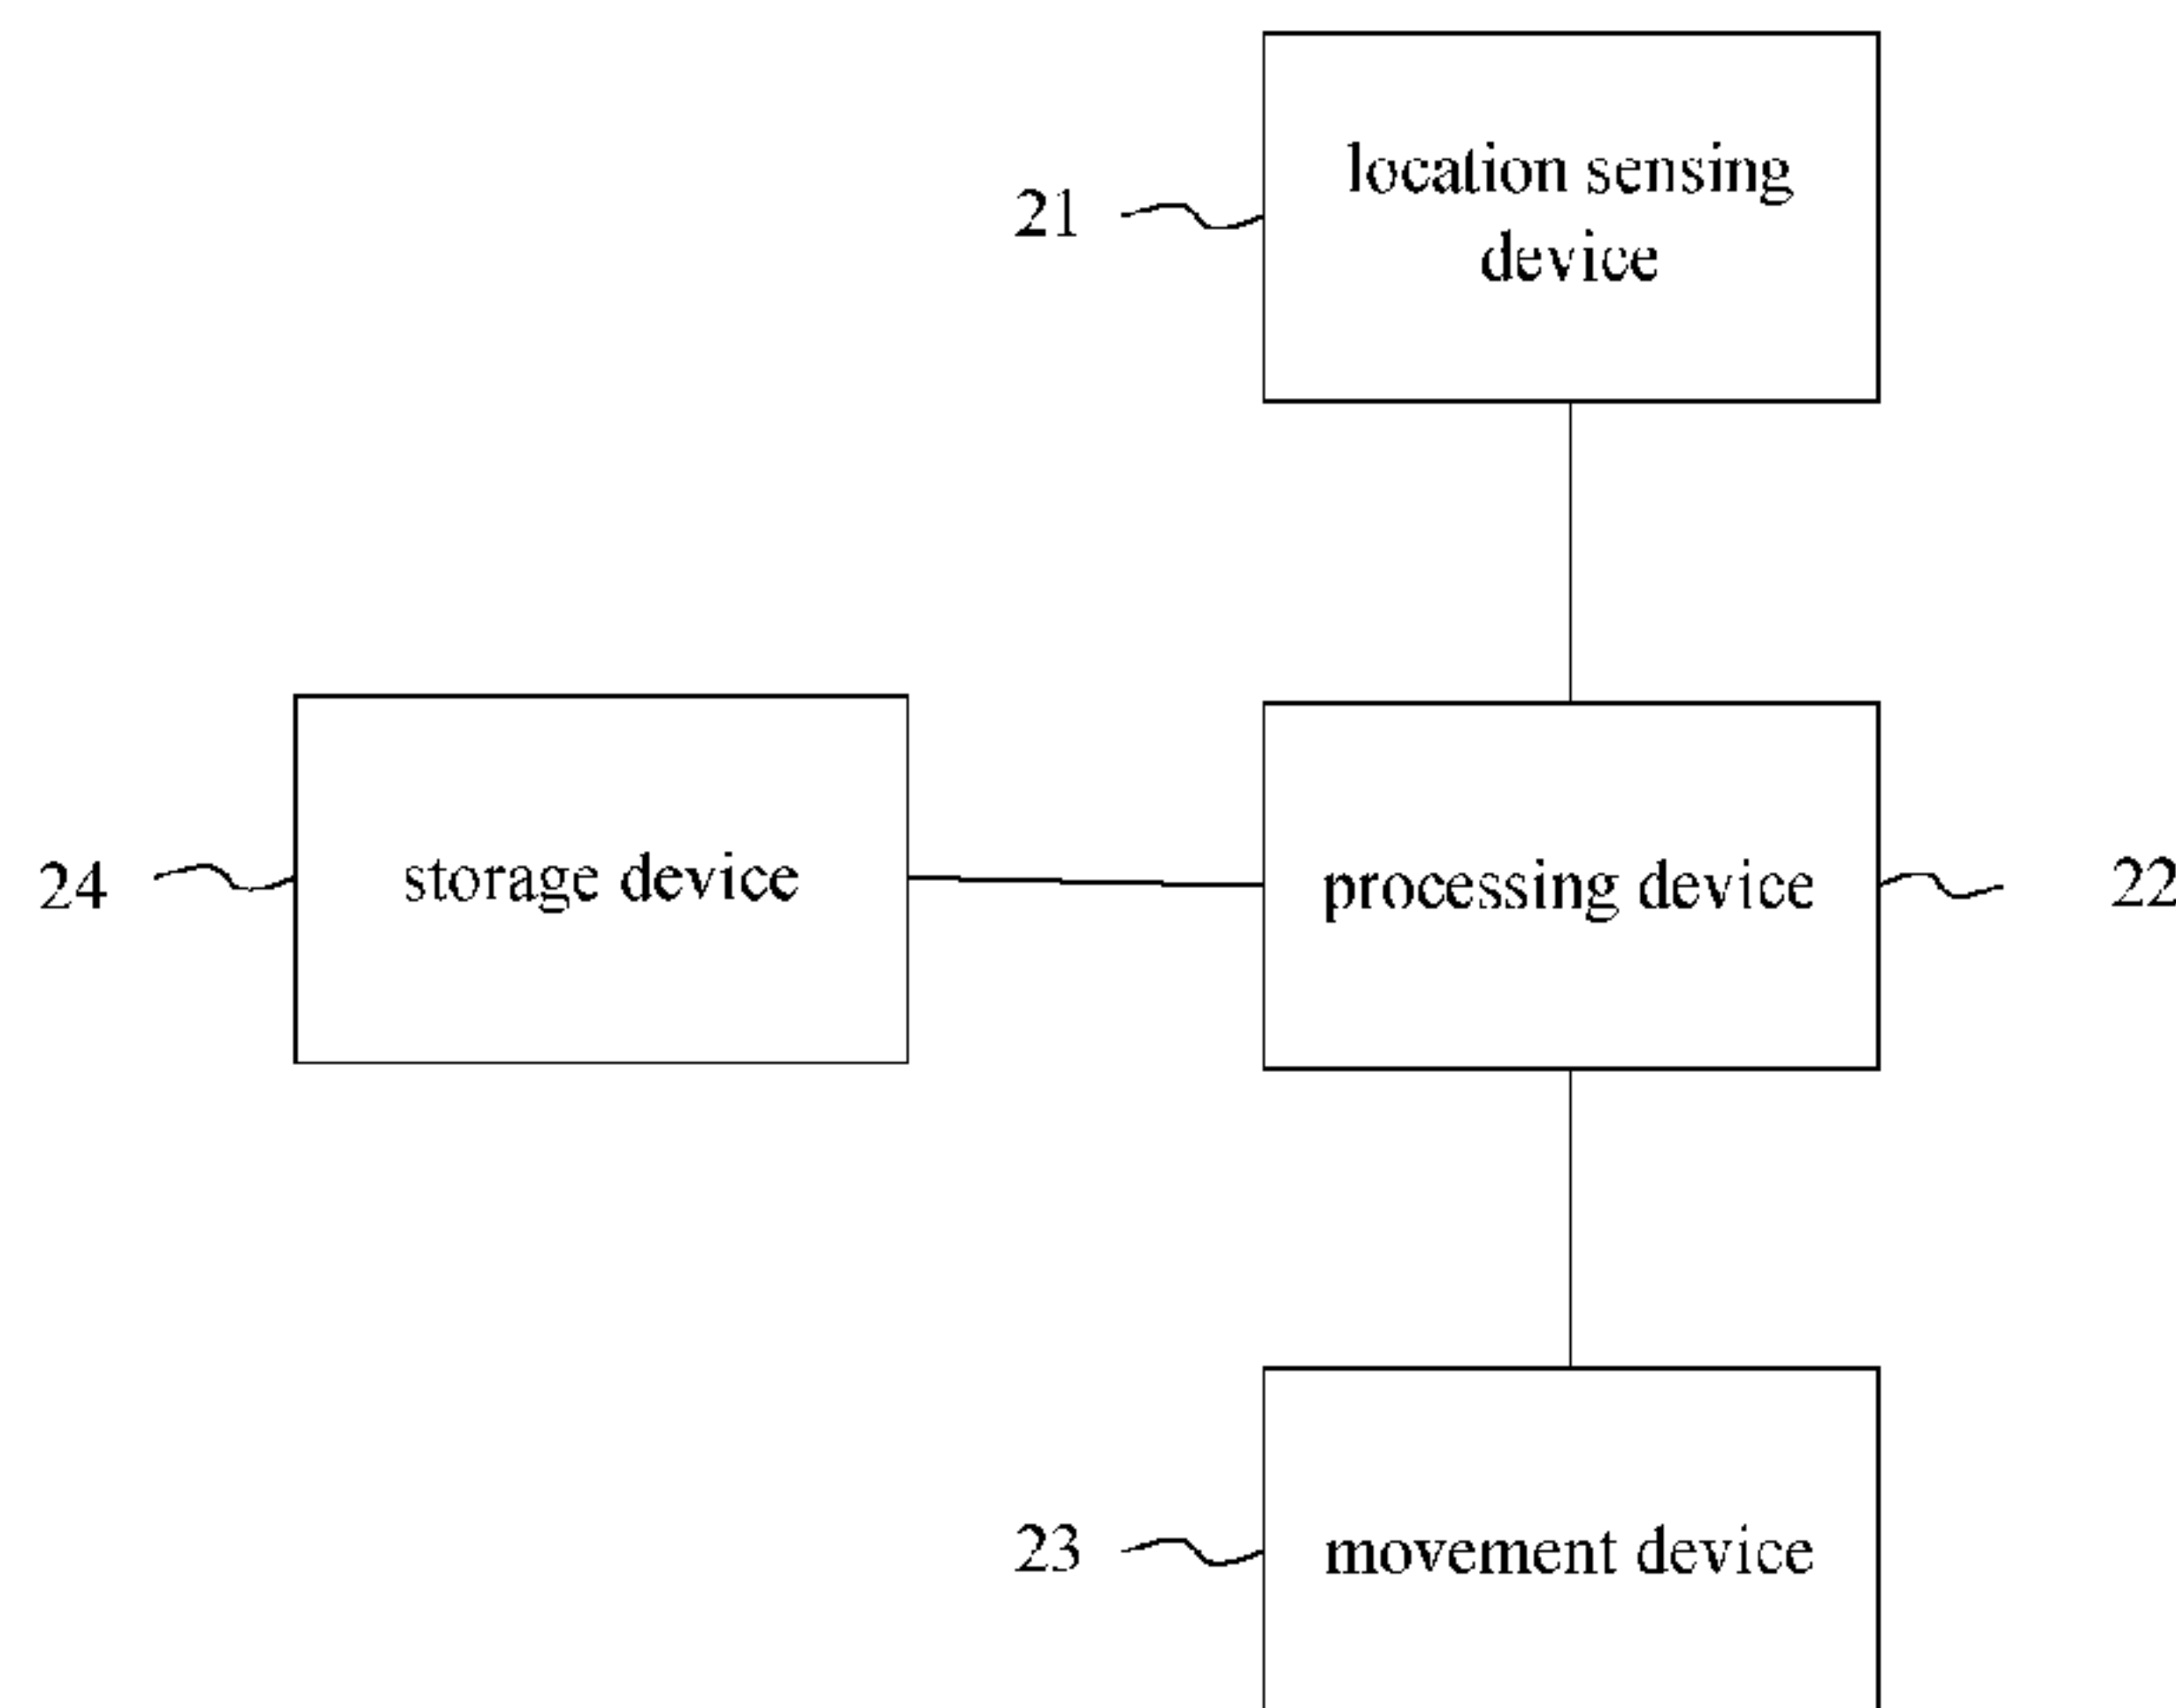 21
location sensing
device
24
storage device
processing device
22
23
movement device